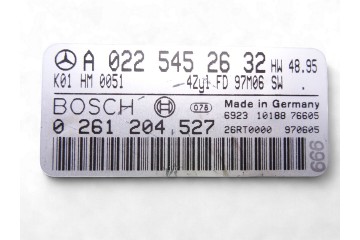 A 022 545 26 32 HW 48.95
K01 HM 0051 4Zyl FD 97M06 SW .
BOSCH 078 Made in Germany
6923 10188 76605
0 261 204 527 26RT0000 970605
999